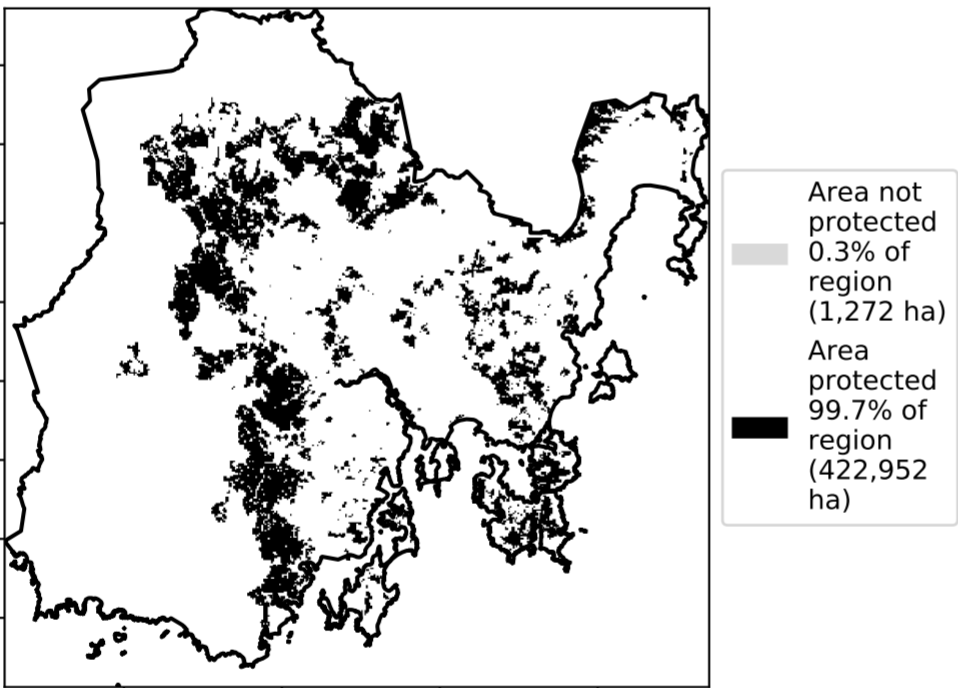 Area not
protected
0.3% of
region
(1,272 ha)
Area
protected
99.7% of
region
(422,952
ha)